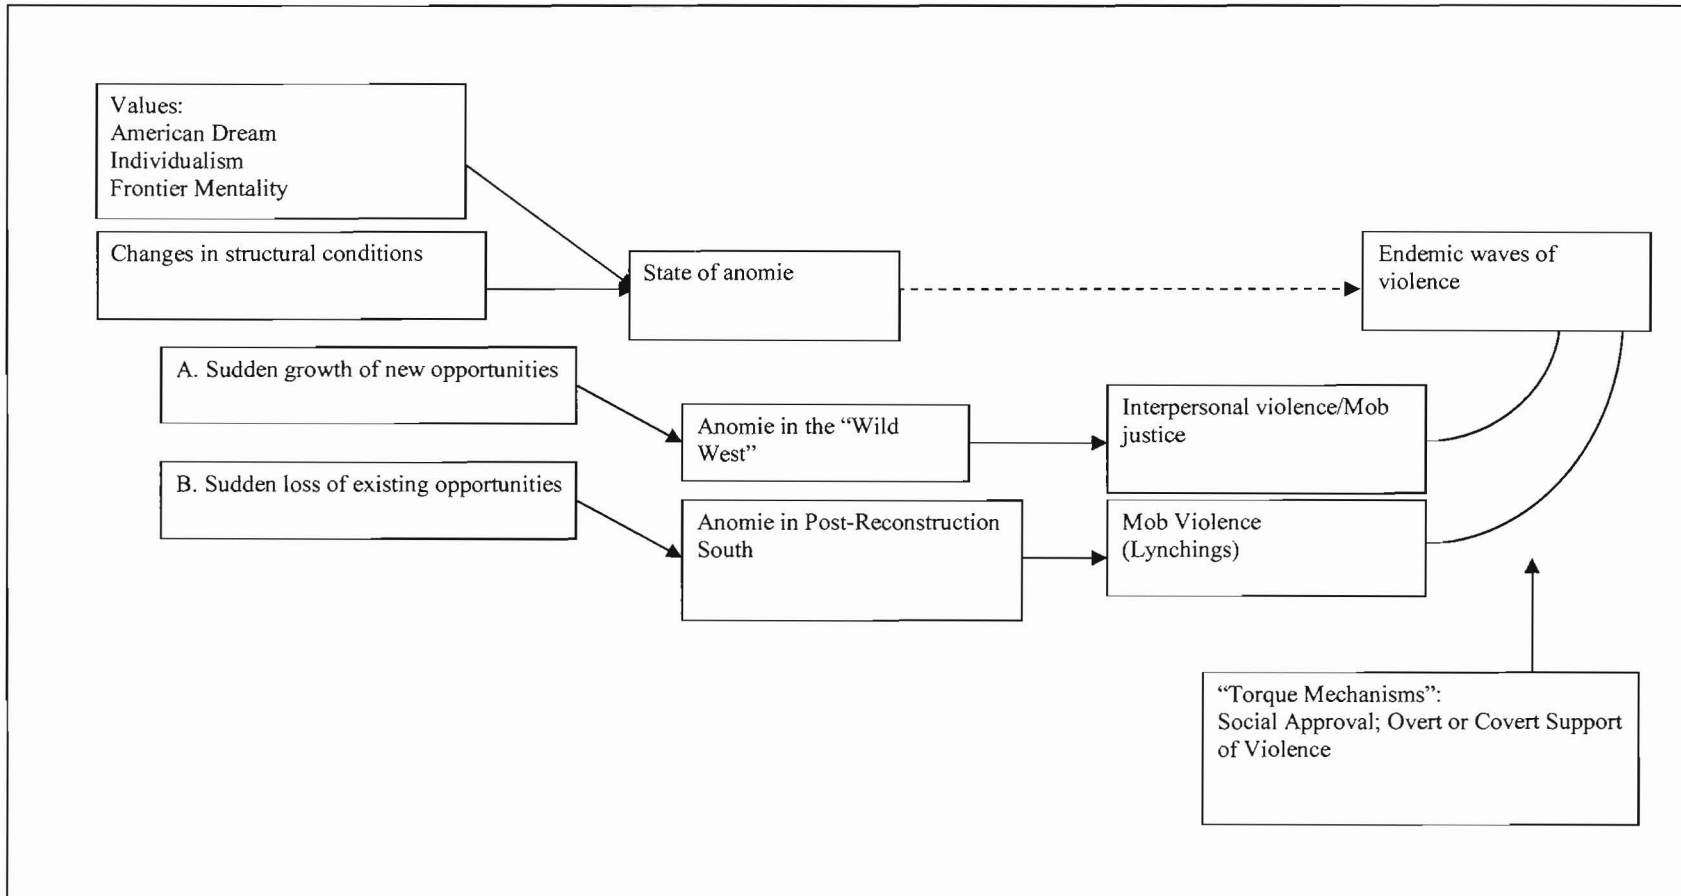 Values:
American Dream
Individualism
Frontier Mentality
Changes in structural conditions
State of anomie
Endemic waves of
violence
A. Sudden growth of new opportunities
Anomie in the “Wild
West”
Interpersonal violence/Mob
justice
B. Sudden loss of existing opportunities
Anomie in Post-Reconstruction
South
Mob Violence
(Lynchings)
“Torque Mechanisms”:
Social Approval; Overt or Covert Support
of Violence